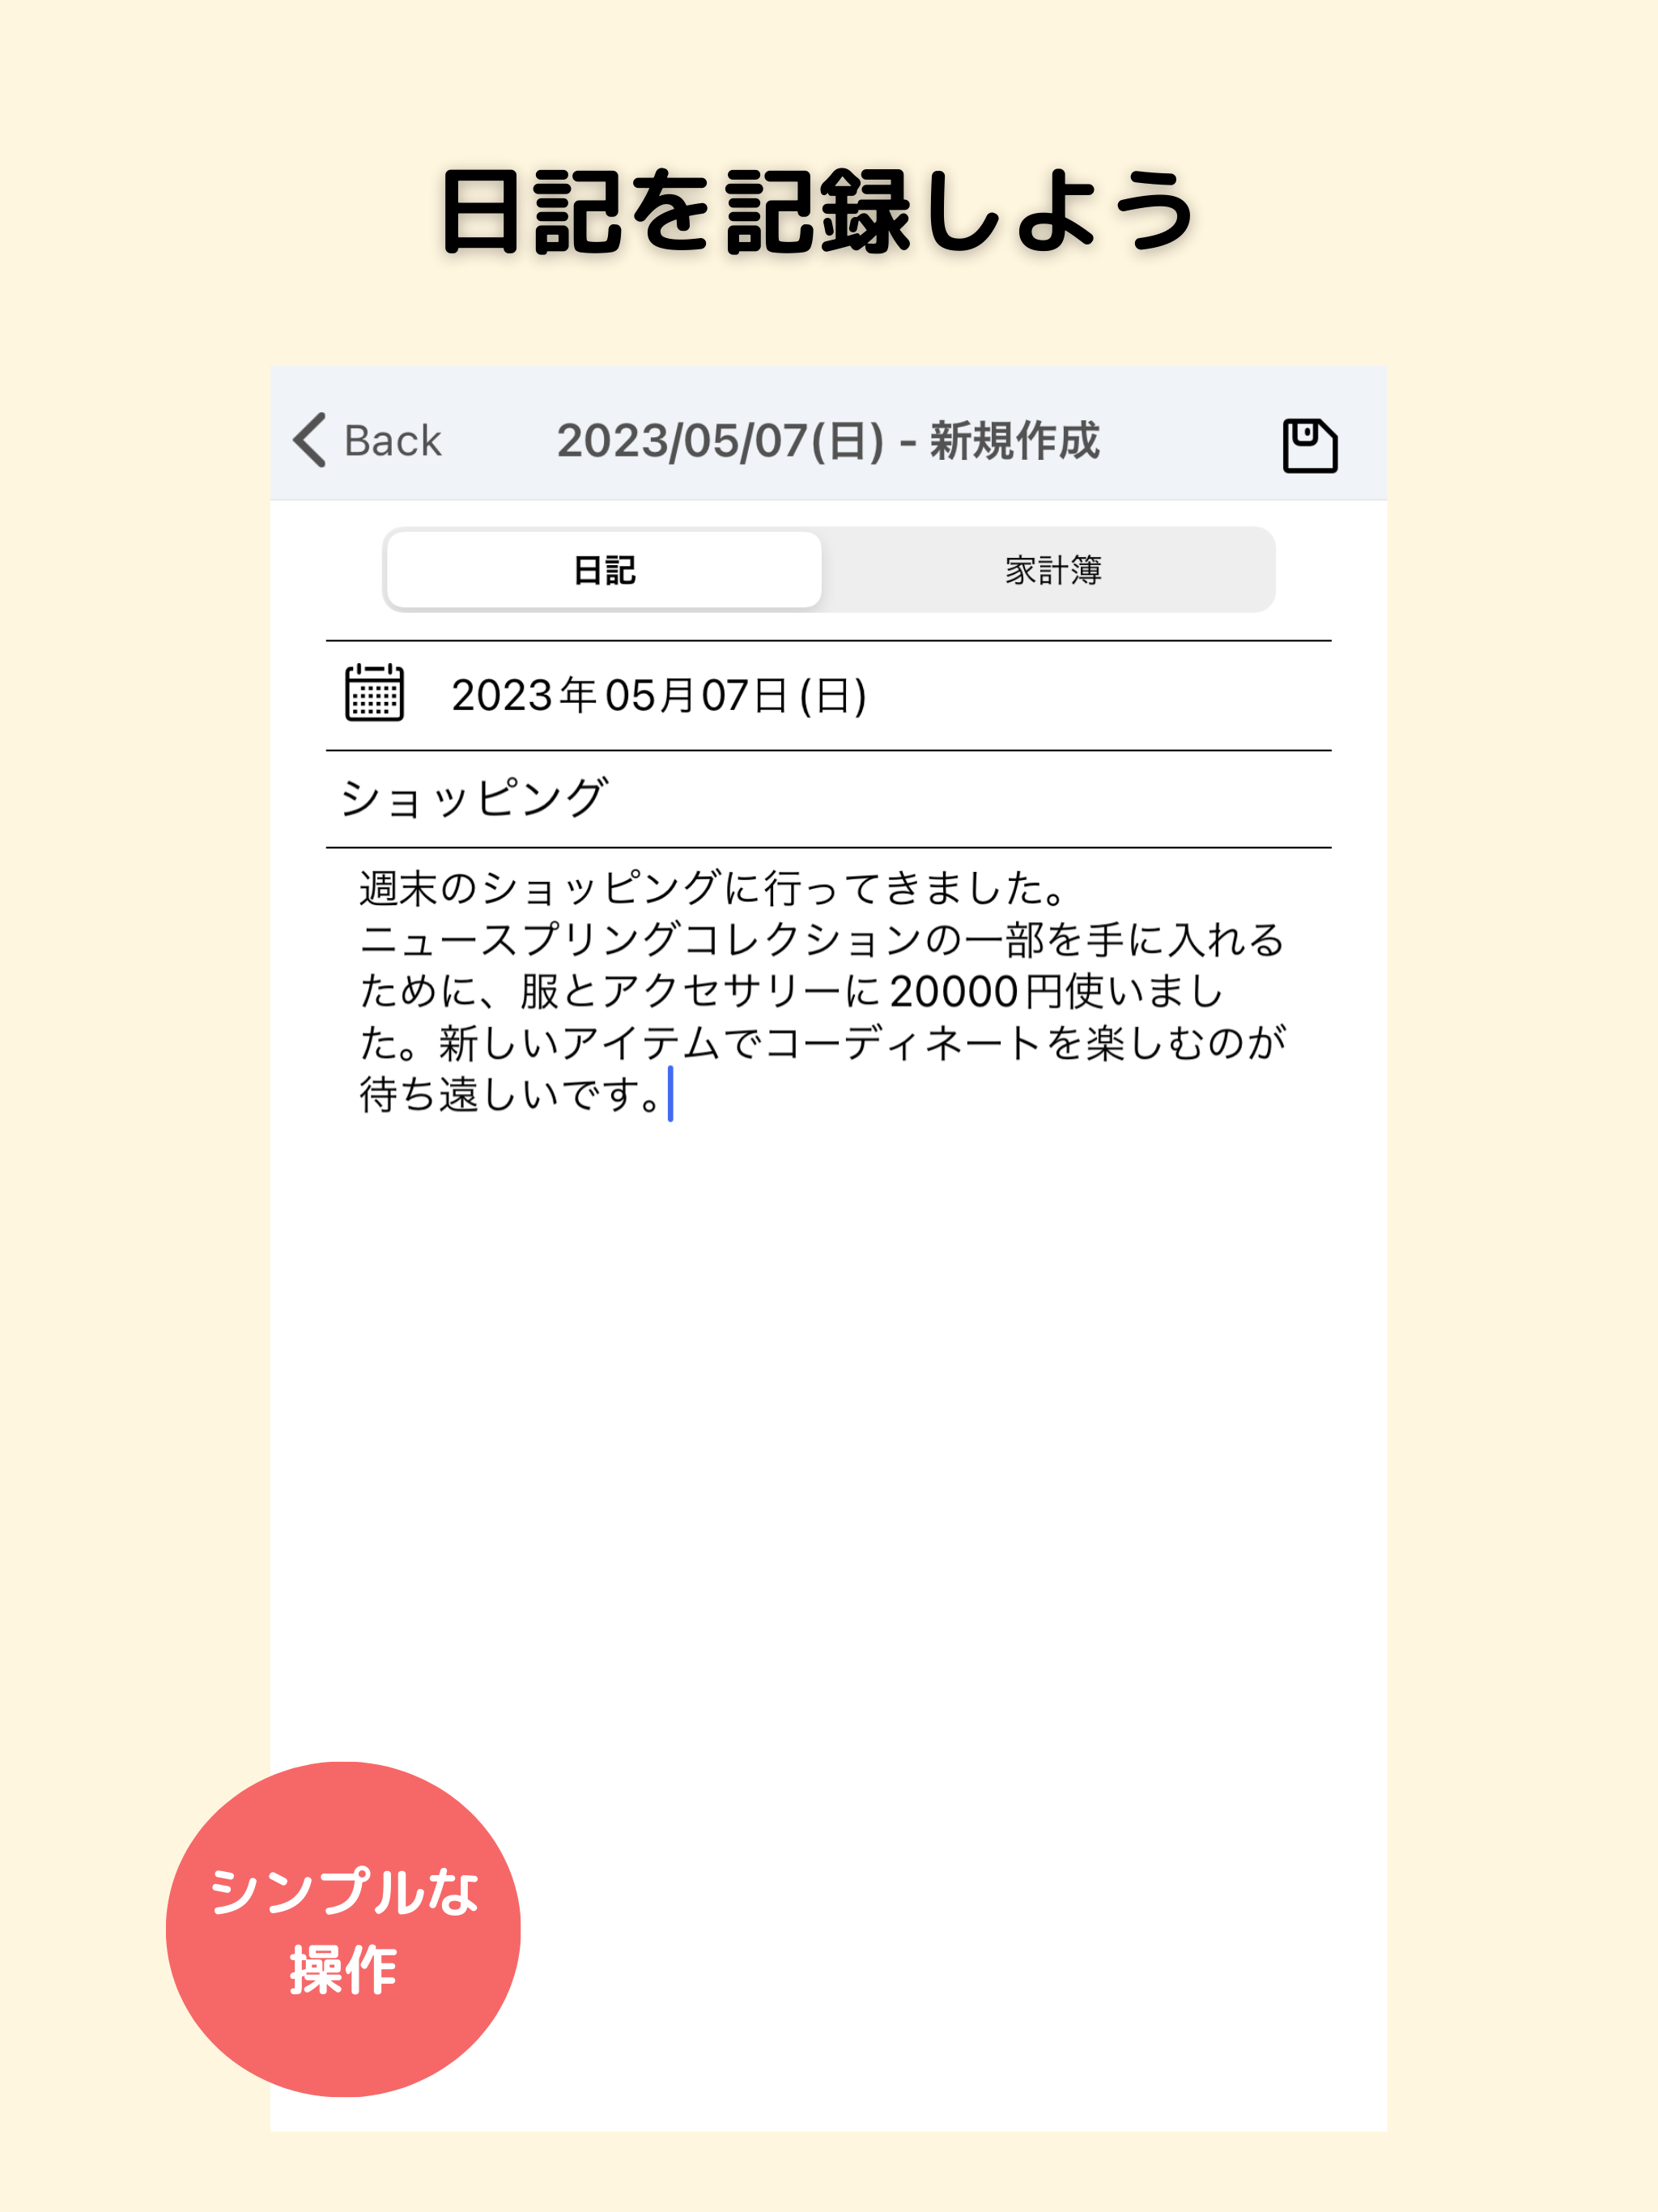 日記を記録しよう
Back 2023/05/07(日) - 新規作成
日記 家計簿
2023年05月07日(日)
ショッピング
週末のショッピングに行ってきました。
ニュースプリングコレクションの一部を手に入れる
ために、服とアクセサリーに20000円使いまし
た。新しいアイテムでコーディネートを楽しむのが
待ち遠しいです。
シンプルな
操作